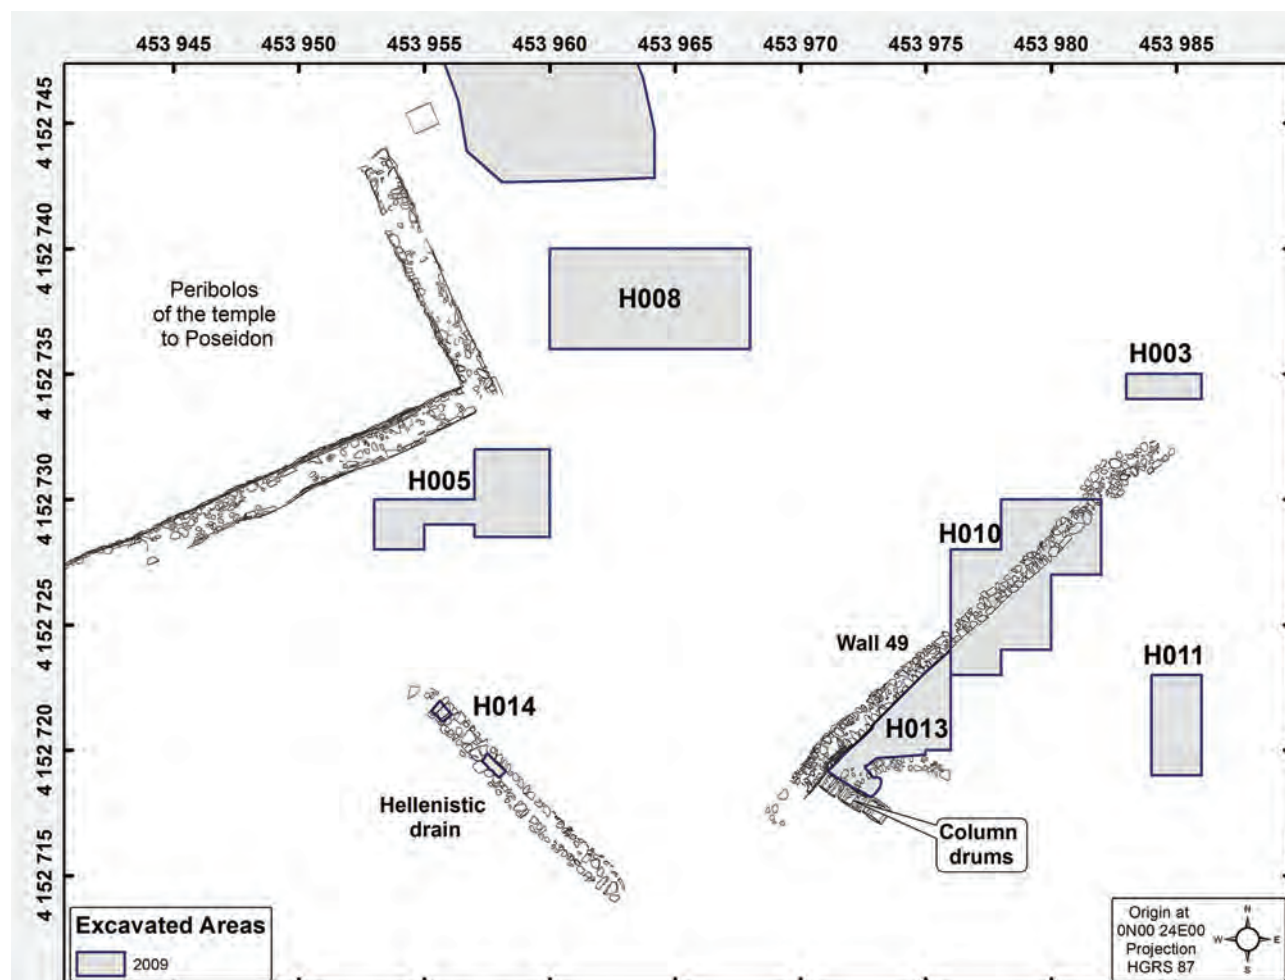 453 945 453 950 453 955 453 960 453 965 453 970 453 975 453 980 453 985
4 152 745
4 152 740
4 152 735
4 152 730
4 152 725
4 152 720
4 152 715
Peribolos
of the temple
to Poseidon
H008
H003
H005
H010
Wall 49
H011
H014
H013
Hellenistic
drain
Column
drums
Excavated Areas
2009
Origin at
0N00 24E00
Projection
HGRS 87
N
W E
S